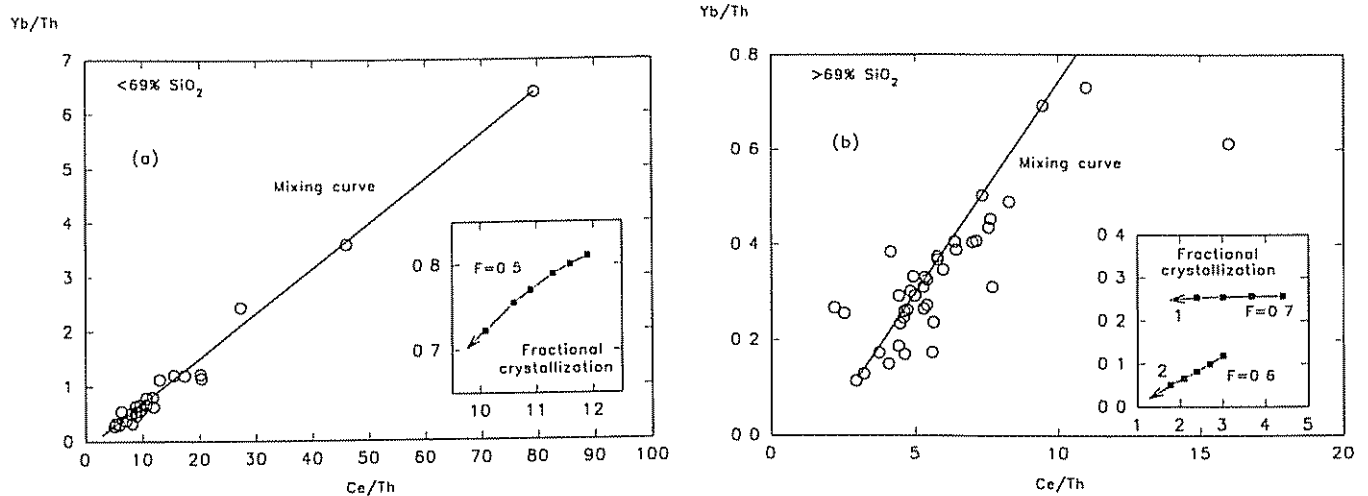 Yb/Th
7
6
5
4
3
2
1
0
<69% SiO2
(a)
Mixing curve
0 8
0 7
F=0 5
Fractional
crystallization
10 11 12
0 10 20 30 40 50 60 70 80 90 100
Ce/Th
Yb/Th
0 8
0 6
0 4
0 2
0 0
>69% SiO2
(b)
Mixing curve
0 4
0 3
0 2
0 1
0 0
Fractional
crystallization
1
F=0 7
2
F=0 6
1 2 3 4 5
0 5 10 15 20
Ce/Th